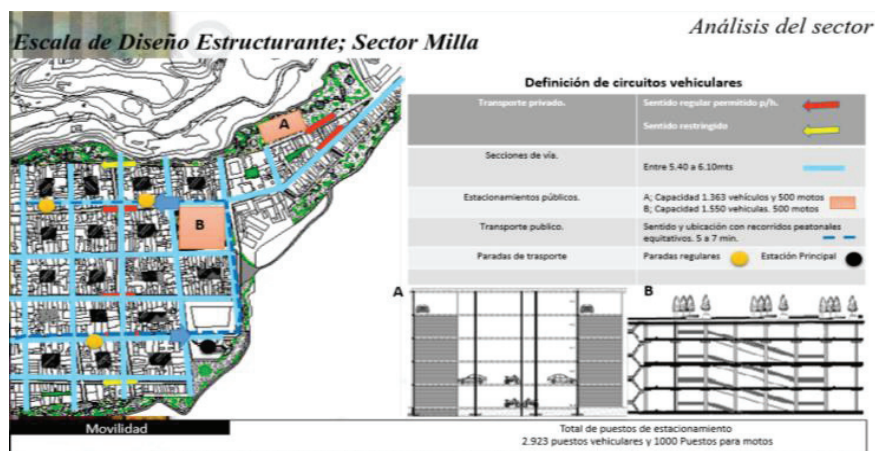 Análisis del sector
Escala de Diseño Estructurante; Sector Milla
Definición de circuitos vehiculares
Transporte privado.
Sentido regular permitido p/h.
Sentido restringido
Secciones de vía.
Entre 5.40 a 6.10mts
Estacionamientos públicos.
A; Capacidad 1.363 vehículos y 500 motos
B; Capacidad 1.550 vehículas. 500 motos
Transporte publico.
Sentido y ubicación con recorridos peatonales
equitativos. 5 a 7 min.
Paradas de trasporte
Paradas regulares
Estación Principal
A
B
A
B
Movilidad
Total de puestos de estacionamiento
2.923 puestos vehiculares y 1000 Puestos para motos